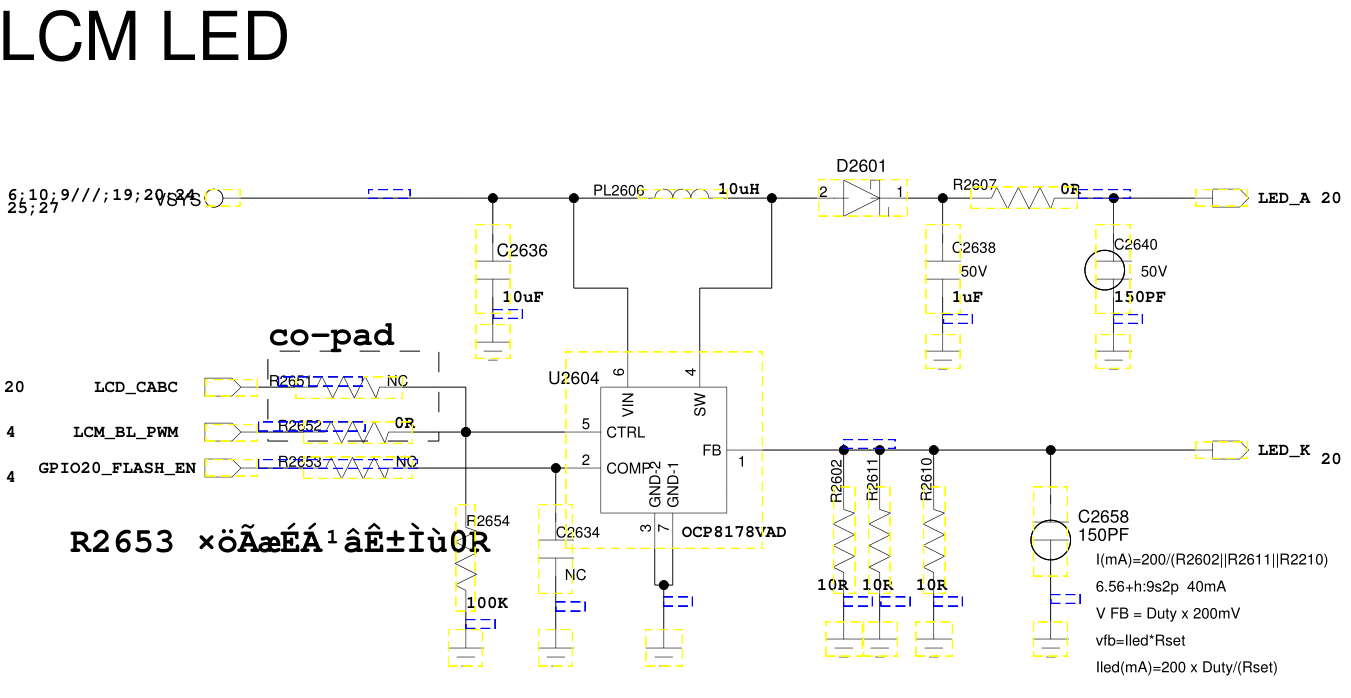 LCM LED
D2601
6;10;9///;19;20;24
VSYS
25;27
PL2606
10uH
2
1
R2607
0R
LED_A 20
C2636
10uF
C2638
50V
1uF
C2640
50V
150PF
co-pad
U2604
6
4
VIN
SW
20
LCD_CABC
R2651
NC
4
LCM_BL_PWM
R2652
0R
5
CTRL
4
GPIO20_FLASH_EN
R2653
NC
2
COMP
FB
1
LED_K 20
GND-2
GND-1
3
7
OCP8178VAD
R2654
100K
R2653 ×öÃæÉÁ¹âÊ±Ìù0R
C2634
NC
R2602
R2611
R2610
10R
10R
10R
C2658
150PF
I(mA)=200/(R2602||R2611||R2210)
6.56+h:9s2p 40mA
V FB = Duty x 200mV
vfb=Iled*Rset
Iled(mA)=200 x Duty/(Rset)